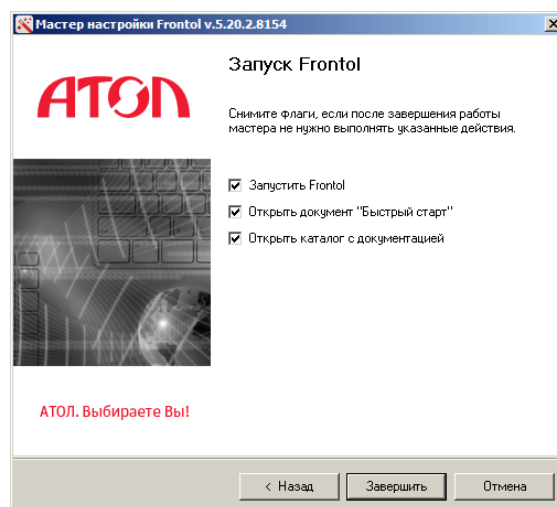 Мастер настройки Frontol v.5.20.2.8154
Запуск Frontol
АТОЛ
Снимите флаги, если после завершения работы
мастера не нужно выполнять указанные действия.
Запустить Frontol
Открыть документ "Быстрый старт"
Открыть каталог с документацией
АТОЛ. Выбираете Вы!
< Назад
Завершить
Отмена